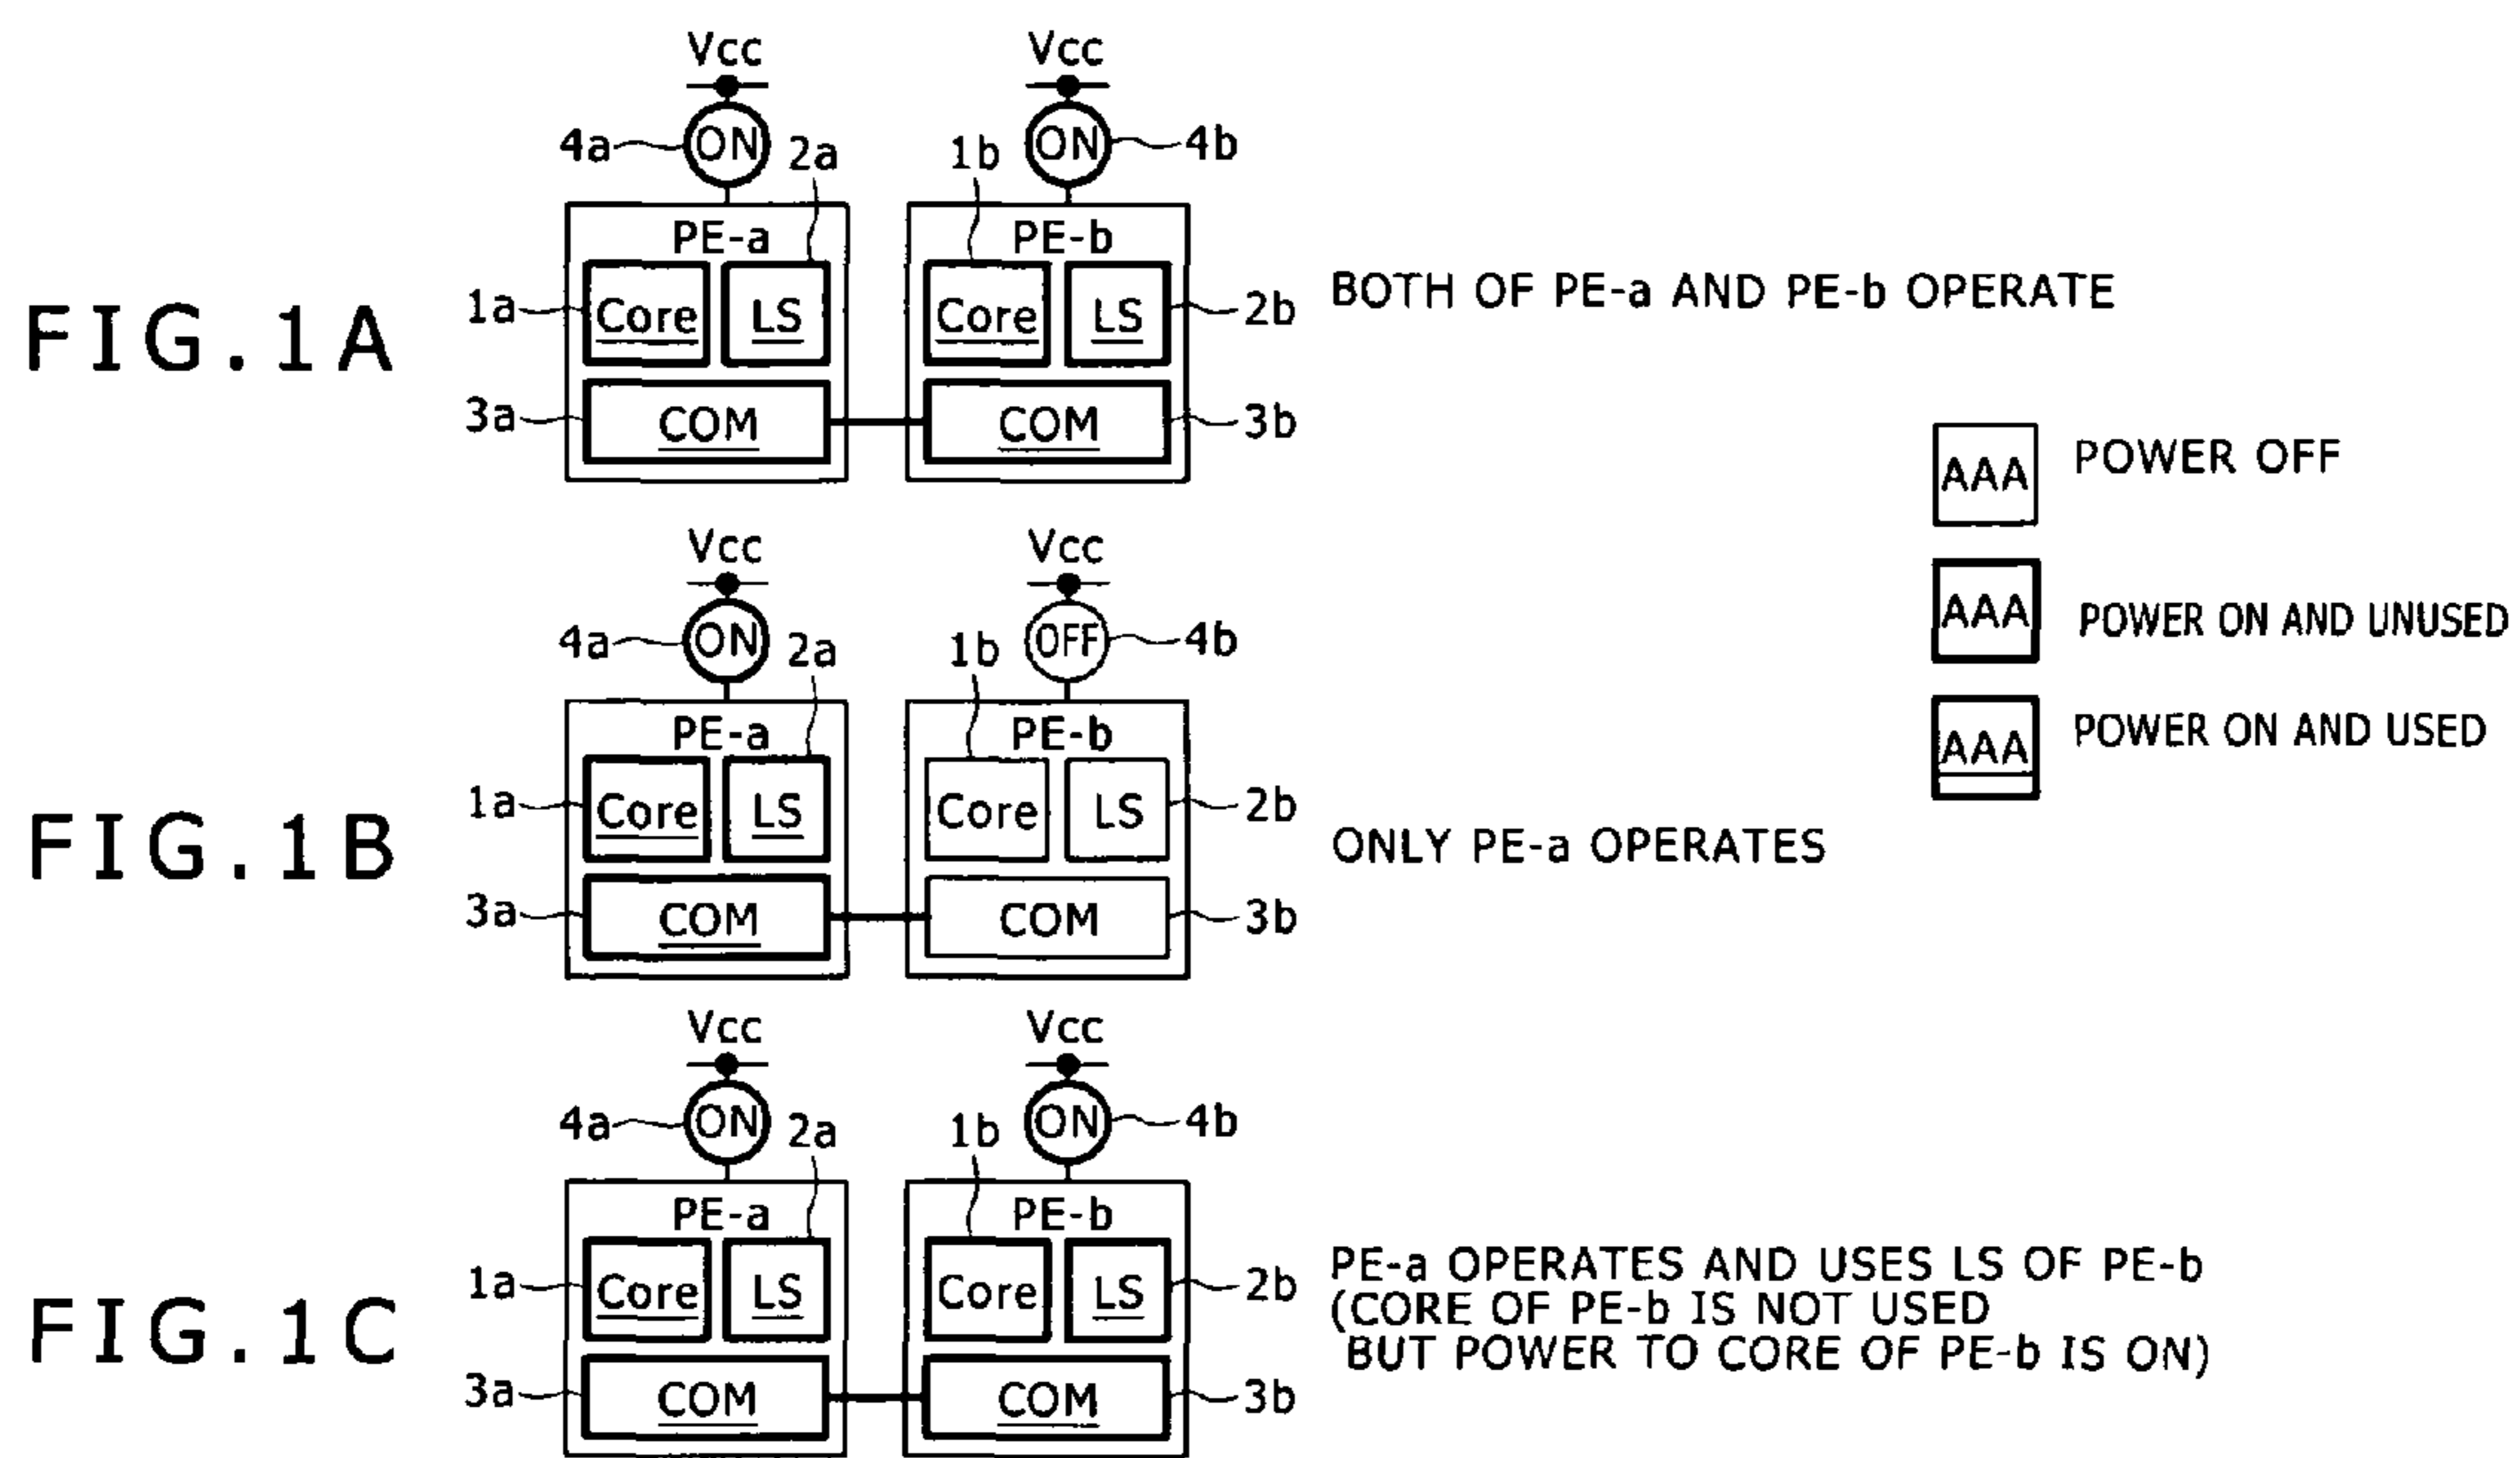 Vcc Vcc
4a ON 2a 1b ON 4b
PE-a PE-b
FIG.1A
1a Core LS Core LS 2b
BOTH OF PE-a AND PE-b OPERATE
3a COM COM 3b
AAA POWER OFF
AAA POWER ON AND UNUSED
AAA POWER ON AND USED
Vcc Vcc
4a ON 2a 1b OFF 4b
PE-a PE-b
FIG.1B
1a Core LS Core LS 2b
ONLY PE-a OPERATES
3a COM COM 3b
Vcc Vcc
4a ON 2a 1b ON 4b
PE-a PE-b
FIG.1C
1a Core LS Core LS 2b
PE-a OPERATES AND USES LS OF PE-b
(CORE OF PE-b IS NOT USED
BUT POWER TO CORE OF PE-b IS ON)
3a COM COM 3b